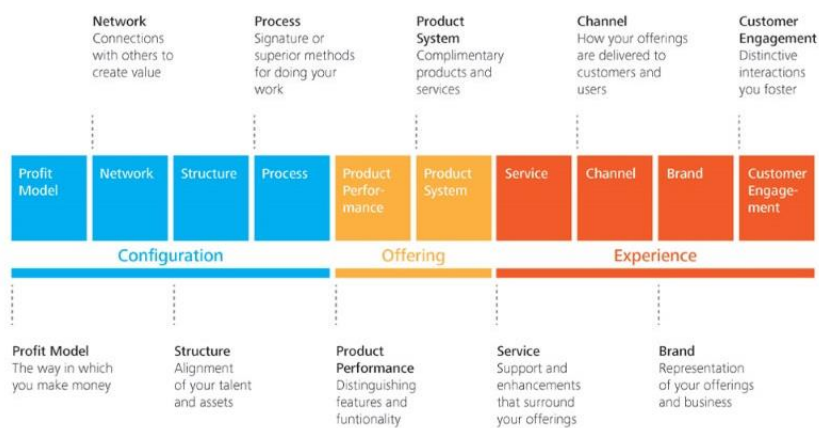 Network
Connections
with others to
create value
Process
Signature or
superior methods
for doing your
work
Product
System
Complimentary
products and
services
Channel
How your offerings
are delivered to
customers and
users
Customer
Engagement
Distinctive
interactions
you foster
Profit
Model
Network
Structure
Process
Product
Perfor-
mance
Product
System
Service
Channel
Brand
Customer
Engage-
ment
Configuration
Offering
Experience
Profit Model
The way in which
you make money
Structure
Alignment
of your talent
and assets
Product
Performance
Distinguishing
features and
funtionality
Service
Support and
enhancements
that surround
your offerings
Brand
Representation
of your offerings
and business